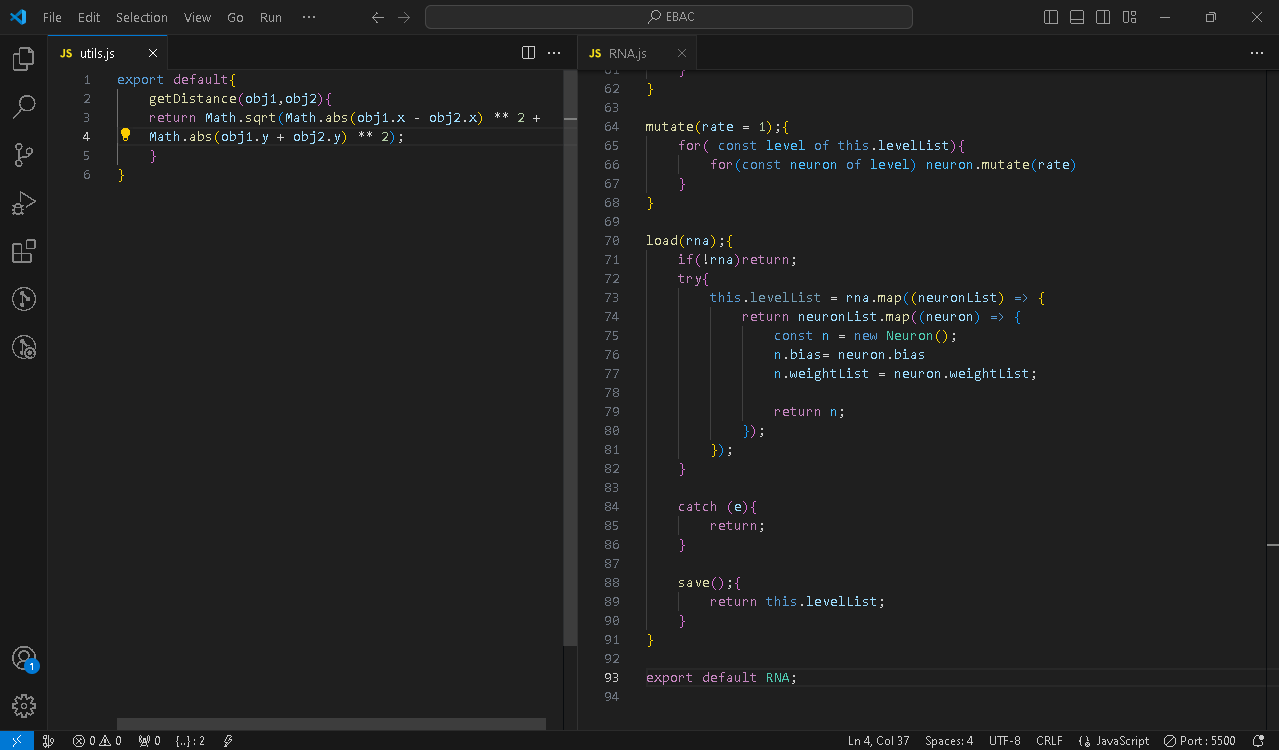 File Edit Selection View Go Run ··· EBAC
JS utils.js
JS RNA.js
1 export default{
2 getDistance(obj1,obj2){
3 return Math.sqrt(Math.abs(obj1.x - obj2.x) ** 2 +
4 Math.abs(obj1.y + obj2.y) ** 2);
5 }
6 }
61 }
62 }
63
64 mutate(rate = 1);{
65 for( const level of this.levelList){
66 for(const neuron of level) neuron.mutate(rate)
67 }
68 }
69
70 load(rna);{
71 if(!rna)return;
72 try{
73 this.levelList = rna.map((neuronList) => {
74 return neuronList.map((neuron) => {
75 const n = new Neuron();
76 n.bias= neuron.bias
77 n.weightList = neuron.weightList;
78
79 return n;
80 });
81 });
82 }
83
84 catch (e){
85 return;
86 }
87
88 save();{
89 return this.levelList;
90 }
91 }
92
93 export default RNA;
94
1
0 0 0 {..} : 2 Ln 4, Col 37 Spaces: 4 UTF-8 CRLF {} JavaScript Port : 5500